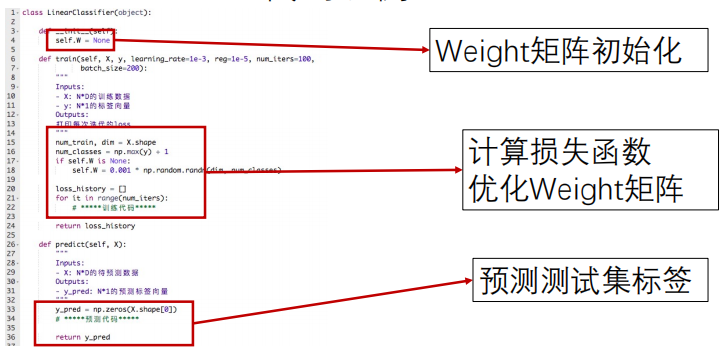 1 class LinearClassifier(object):
2
3 def __init__(self):
4 self.W = None
5
6 def train(self, X, y, learning_rate=1e-3, reg=1e-5, num_iters=100,
7 batch_size=200):
8 """
9 Inputs:
10 - X: N*D的训练数据
11 - y: N*1的标签向量
12 Outputs:
13 打印每次迭代的loss
14 """
15 num_train, dim = X.shape
16 num_classes = np.max(y) + 1
17 if self.W is None:
18 self.W = 0.001 * np.random.randn(dim, num_classes)
19
20 loss_history = []
21 for it in range(num_iters):
22 # *****训练代码*****
23
24 return loss_history
25
26 def predict(self, X):
27 """
28 Inputs:
29 - X: N*D的待预测数据
30 Outputs:
31 - y_pred: N*1的预测标签向量
32 """
33 y_pred = np.zeros(X.shape[0])
34 # *****预测代码*****
35
36 return y_pred
37
Weight矩阵初始化
计算损失函数
优化Weight矩阵
预测测试集标签